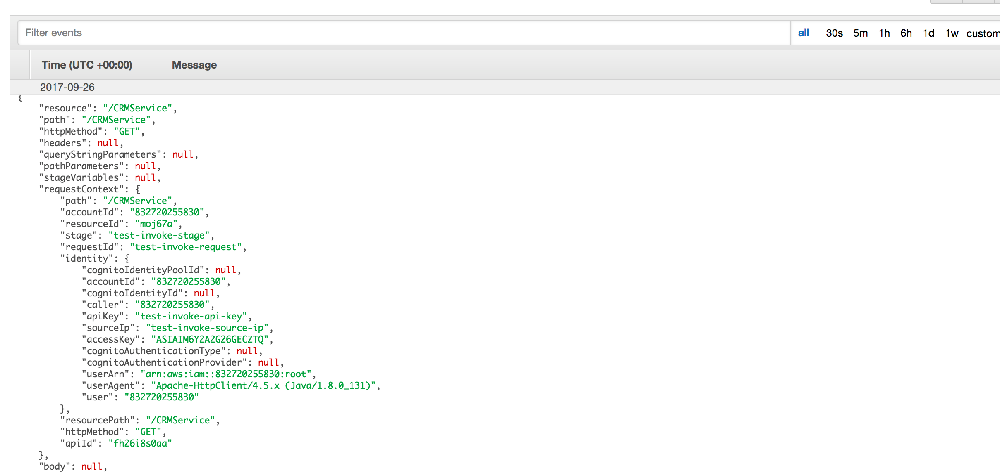 Filter events
all 30s 5m 1h 6h 1d 1w custom
Time (UTC +00:00) Message
2017-09-26
{
"resource": "/CRMService",
"path": "/CRMService",
"httpMethod": "GET",
"headers": null,
"queryStringParameters": null,
"pathParameters": null,
"stageVariables": null,
"requestContext": {
"path": "/CRMService",
"accountId": "832720255830",
"resourceId": "moj67a",
"stage": "test-invoke-stage",
"requestId": "test-invoke-request",
"identity": {
"cognitoIdentityPoolId": null,
"accountId": "832720255830",
"cognitoIdentityId": null,
"caller": "832720255830",
"apiKey": "test-invoke-api-key",
"sourceIp": "test-invoke-source-ip",
"accessKey": "ASIAIM6Y2A2G26GECZTQ",
"cognitoAuthenticationType": null,
"cognitoAuthenticationProvider": null,
"userArn": "arn:aws:iam::832720255830:root",
"userAgent": "Apache-HttpClient/4.5.x (Java/1.8.0_131)",
"user": "832720255830"
},
"resourcePath": "/CRMService",
"httpMethod": "GET",
"apiId": "fh26i8s0aa"
},
"body": null,